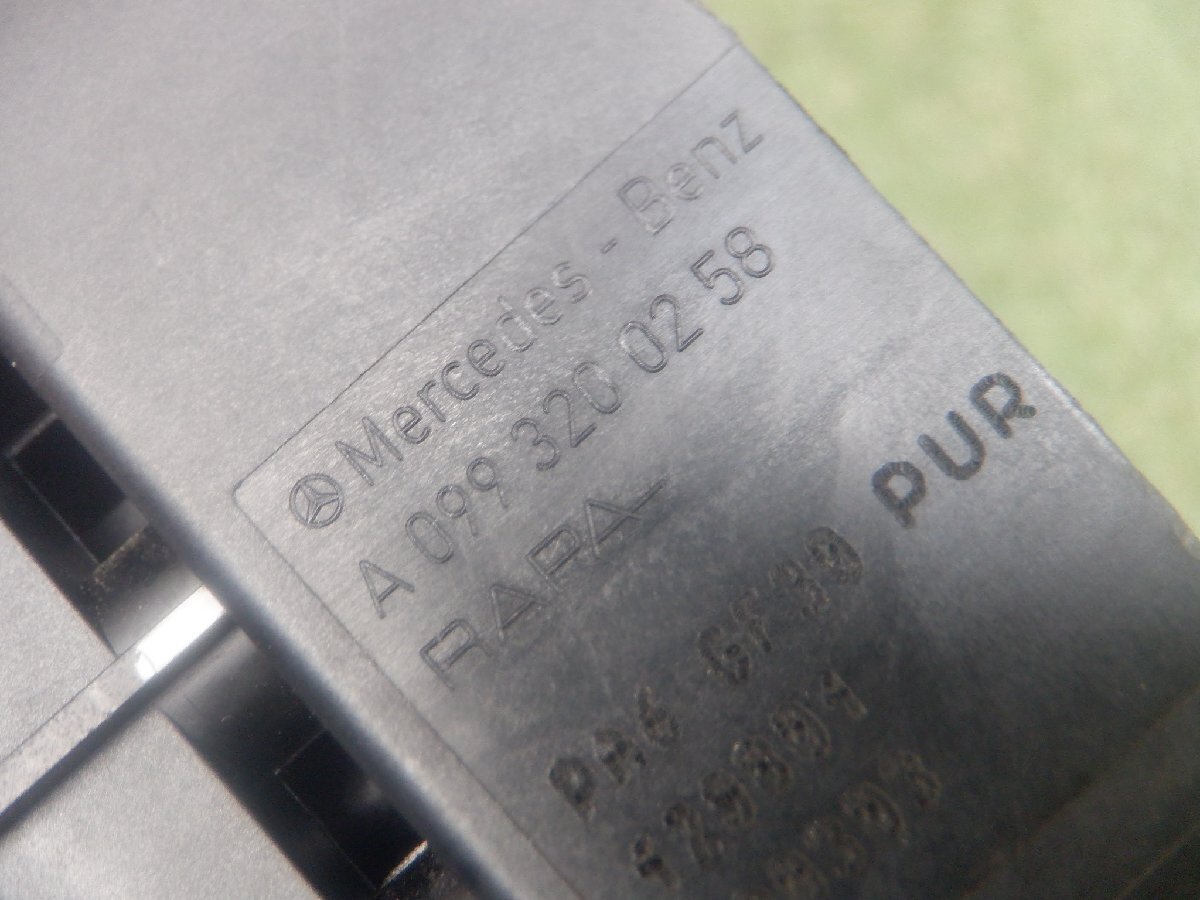 Mercedes - Benz
A 099 320 02 58
RAPA
PUR
PA6 GF30